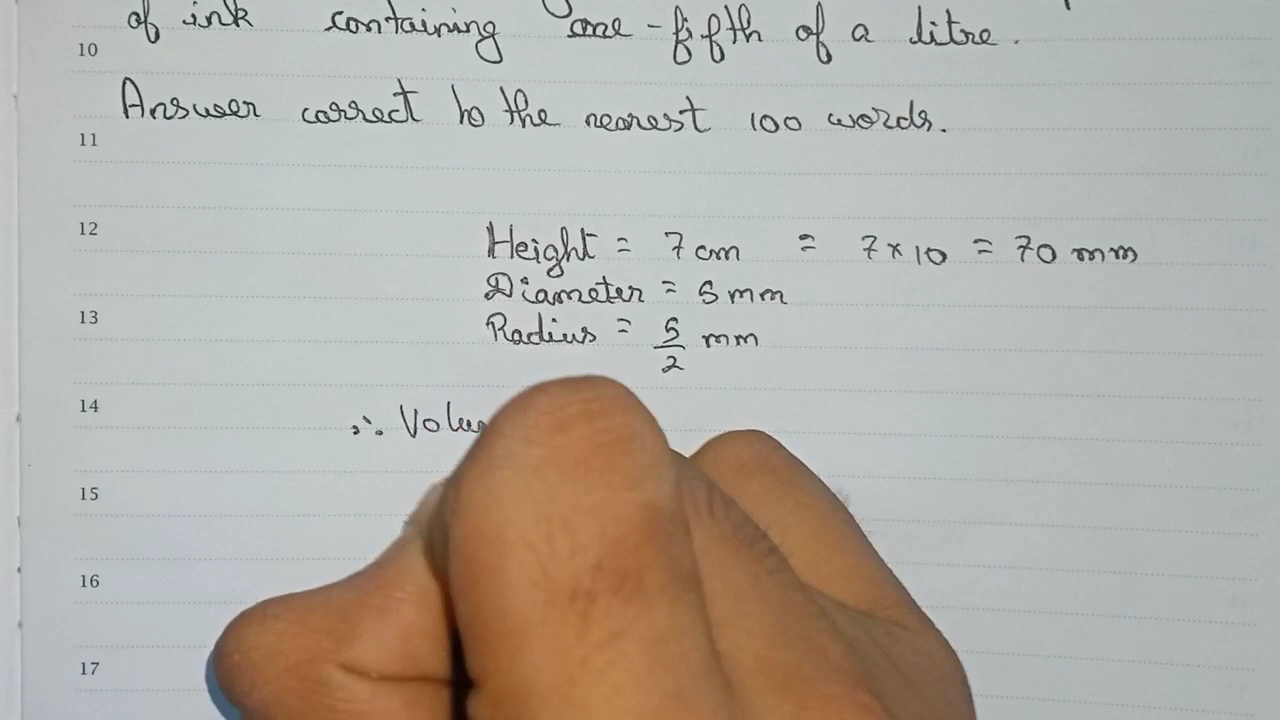 of ink containing one-fifth of a litre.
10
Answer correct to the nearest 100 words.
11
12
Height = 7 cm = 7 × 10 = 70 mm
Diameter = 5 mm
13
Radius = 5/2 mm
14
∴ Volu
15
16
17